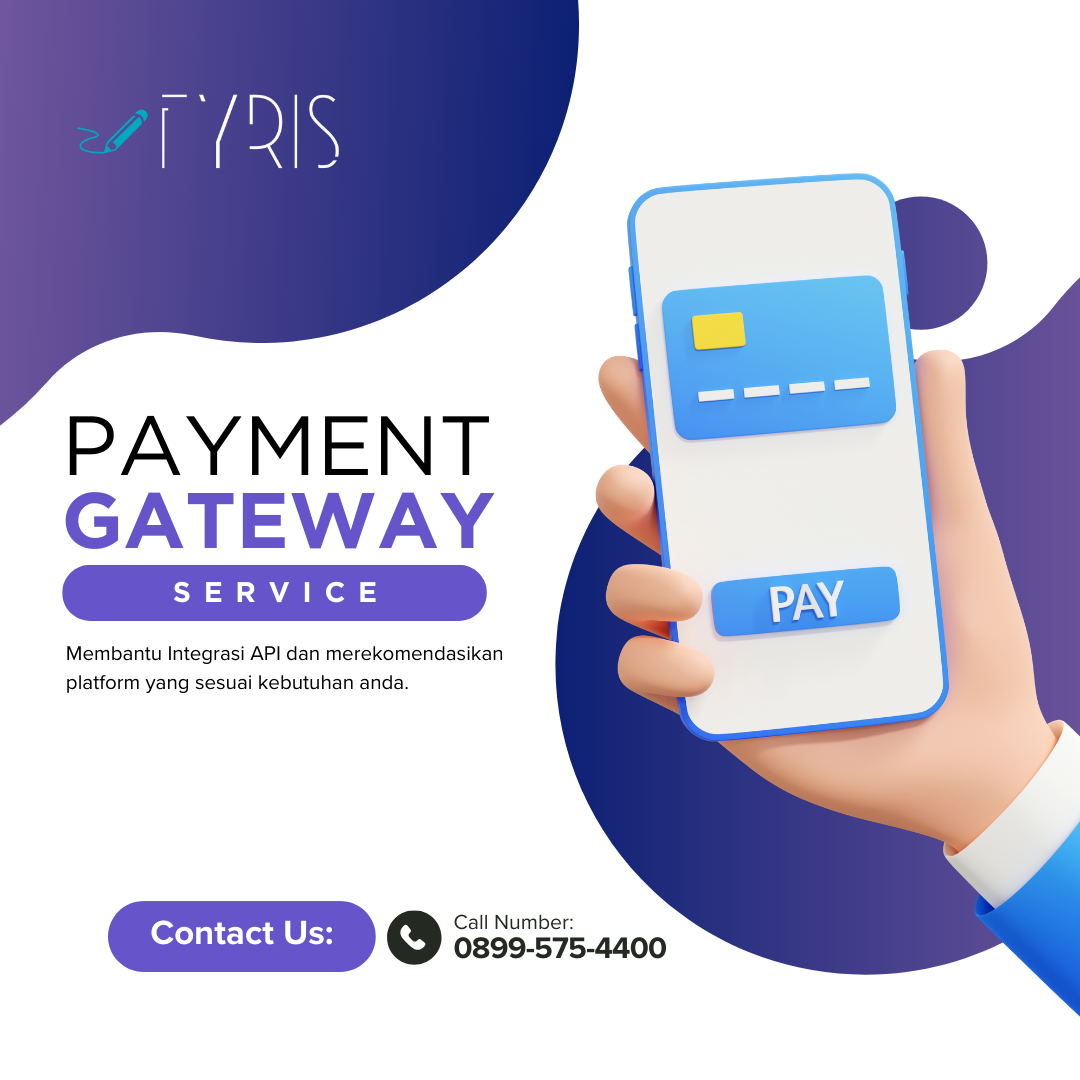 FYRIS
PAYMENT
GATEWAY
SERVICE
Membantu Integrasi API dan merekomendasikan
platform yang sesuai kebutuhan anda.
PAY
Contact Us:
Call Number:
0899-575-4400